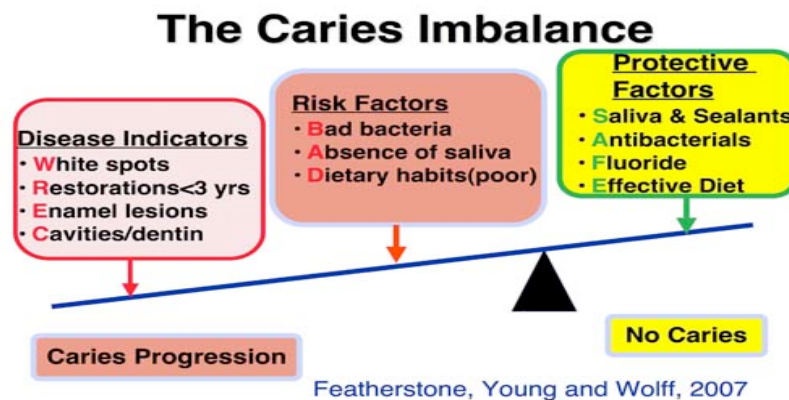 The Caries Imbalance
Disease Indicators
• White spots
• Restorations<3 yrs
• Enamel lesions
• Cavities/dentin
Risk Factors
• Bad bacteria
• Absence of saliva
• Dietary habits(poor)
Protective
Factors
• Saliva & Sealants
• Antibacterials
• Fluoride
• Effective Diet
Caries Progression
No Caries
Featherstone, Young and Wolff, 2007